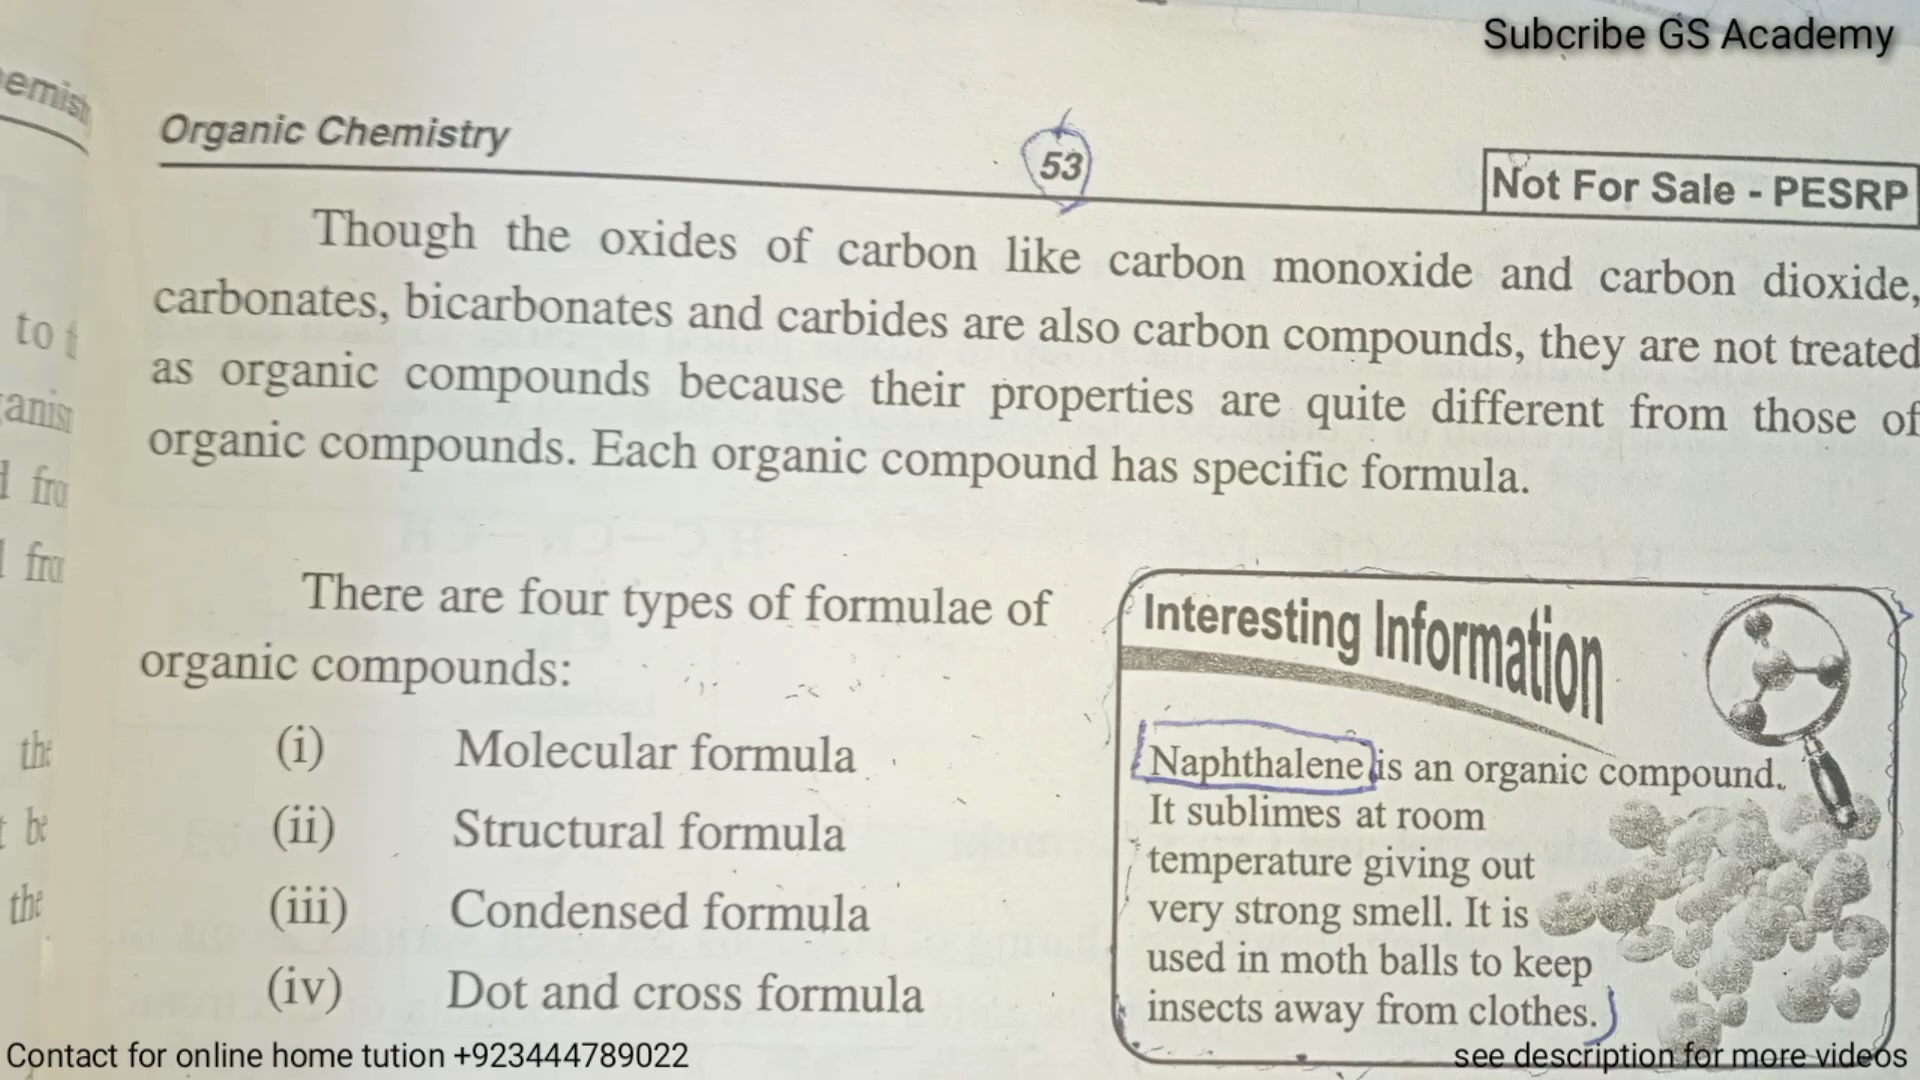 Subcribe GS Academy
Organic Chemistry
53
Not For Sale - PESRP
Though the oxides of carbon like carbon monoxide and carbon dioxide,
carbonates, bicarbonates and carbides are also carbon compounds, they are not treated
as organic compounds because their properties are quite different from those of
organic compounds. Each organic compound has specific formula.
There are four types of formulae of
organic compounds:
(i) Molecular formula
(ii) Structural formula
(iii) Condensed formula
(iv) Dot and cross formula
Interesting Information
Naphthalene is an organic compound.
It sublimes at room
temperature giving out
very strong smell. It is
used in moth balls to keep
insects away from clothes.
Contact for online home tution +923444789022
see description for more videos